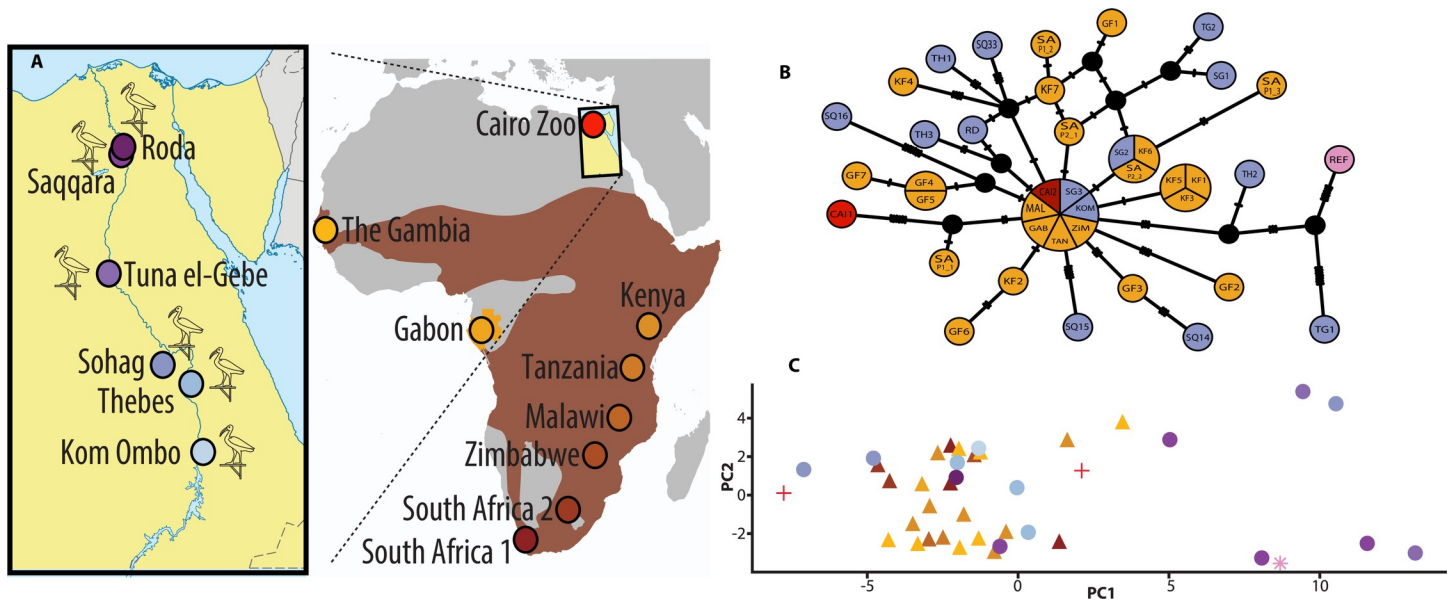 A
Roda
Saqqara
Tuna el-Gebe
Sohag
Thebes
Kom Ombo
Cairo Zoo
The Gambia
Gabon
Kenya
Tanzania
Malawi
Zimbabwe
South Africa 2
South Africa 1
B
GF1
TG2
SA
P1_2
SQ33
TH1
KF4
KF7
SG1
SA
P1_3
SQ16
TH3
RD
SA
P2_1
SG2
KF6
SA
P2_2
REF
GF7
GF4
GF5
CAI2
SG3
MAL
KOM
GAB
ZiM
TAN
KF5
KF1
KF3
TH2
CAI1
SA
P1_1
KF2
GF3
GF2
GF6
SQ15
SQ14
TG1
C
PC2
4
2
0
-2
-5
0
5
10
PC1